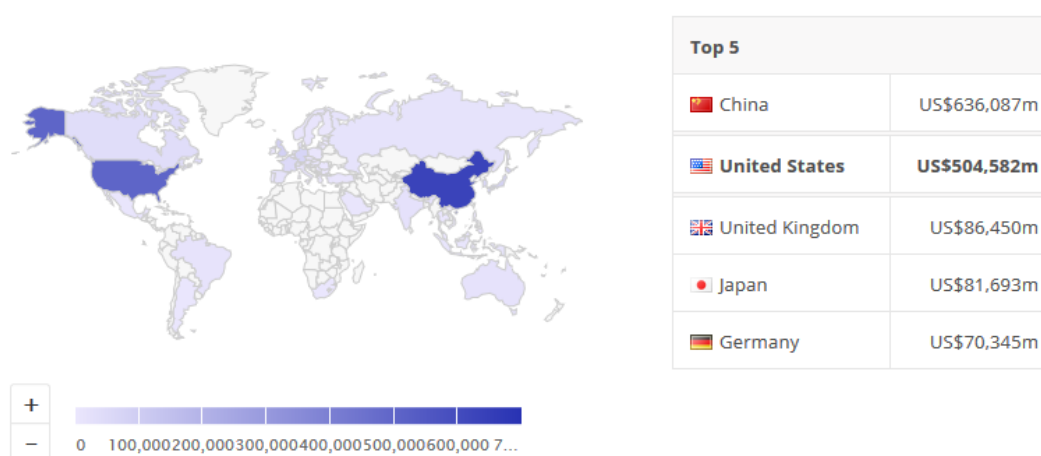 Top 5
China US$636,087m
United States US$504,582m
United Kingdom US$86,450m
Japan US$81,693m
Germany US$70,345m
+
−
0 100,000200,000300,000400,000500,000600,000 7...